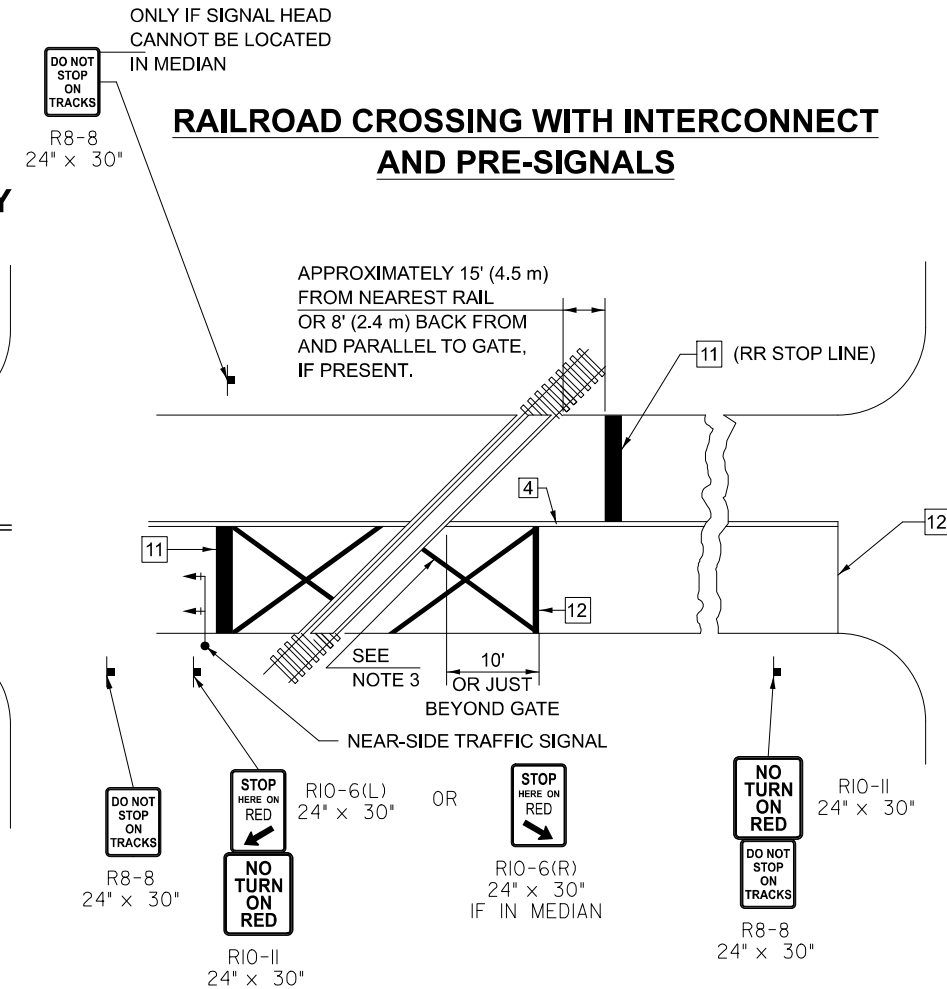 ONLY IF SIGNAL HEAD
CANNOT BE LOCATED
IN MEDIAN
DO NOT
STOP
ON
TRACKS
R8-8
24" x 30"
RAILROAD CROSSING WITH INTERCONNECT
AND PRE-SIGNALS
Y
APPROXIMATELY 15' (4.5 m)
FROM NEAREST RAIL
OR 8' (2.4 m) BACK FROM
AND PARALLEL TO GATE,
IF PRESENT.
11 (RR STOP LINE)
4
12
11
12
SEE
NOTE 3
10'
OR JUST
BEYOND GATE
NEAR-SIDE TRAFFIC SIGNAL
DO NOT
STOP
ON
TRACKS
R8-8
24" x 30"
STOP
HERE ON
RED
R10-6(L)
24" x 30"
NO
TURN
ON
RED
R10-11
24" x 30"
OR
STOP
HERE ON
RED
R10-6(R)
24" x 30"
IF IN MEDIAN
NO
TURN
ON
RED
R10-11
24" x 30"
DO NOT
STOP
ON
TRACKS
R8-8
24" x 30"